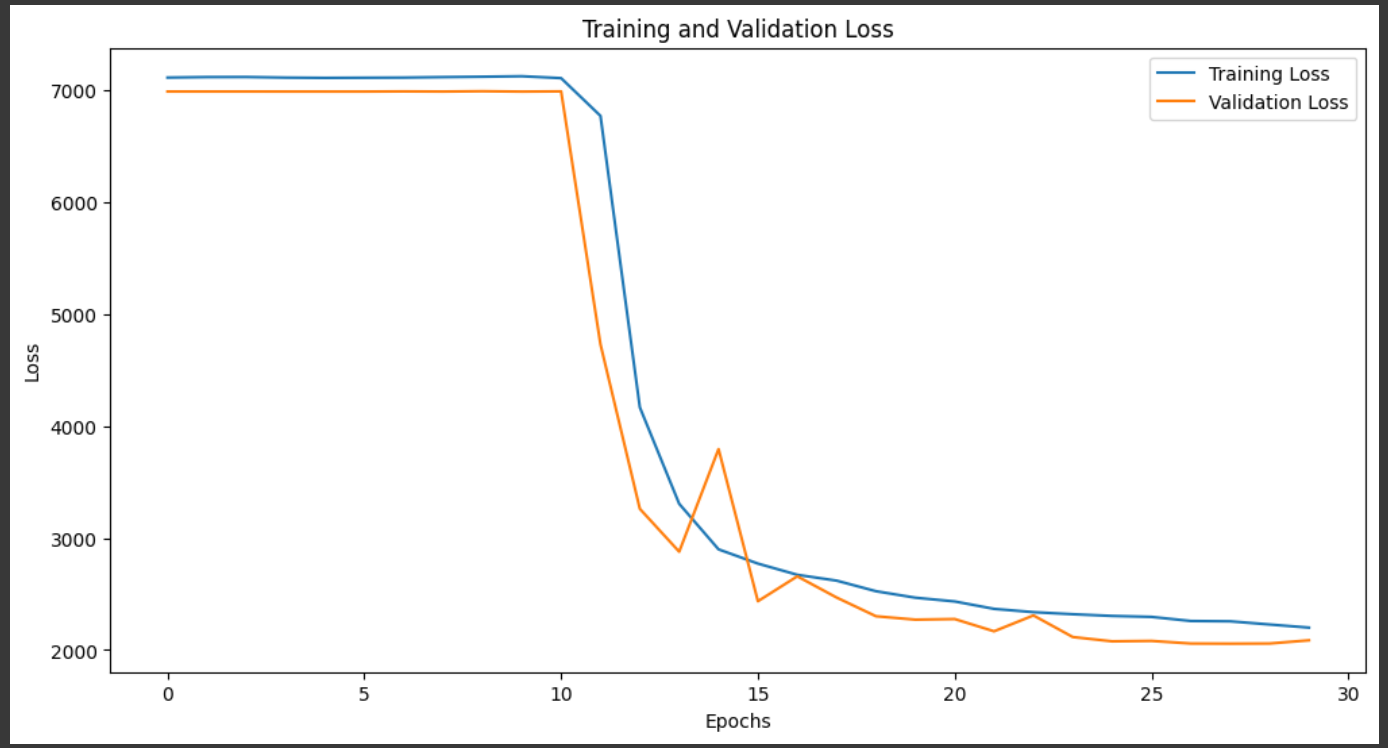 Training and Validation Loss
Training Loss
Validation Loss
7000
6000
5000
4000
3000
2000
Loss
0 5 10 15 20 25 30
Epochs